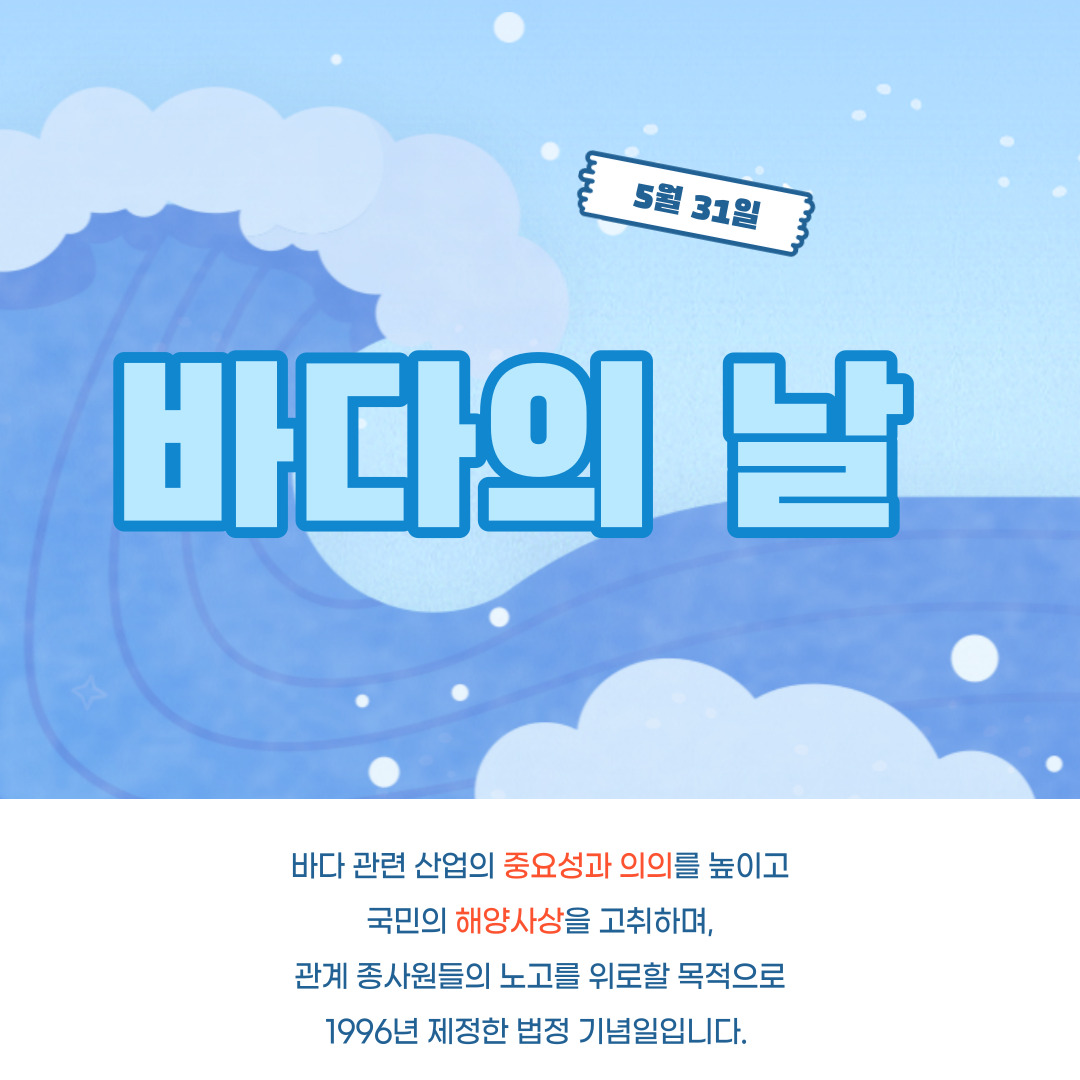 5월 31일
바다의 날
바다 관련 산업의 중요성과 의의를 높이고
국민의 해양사상을 고취하며,
관계 종사원들의 노고를 위로할 목적으로
1996년 제정한 법정 기념일입니다.